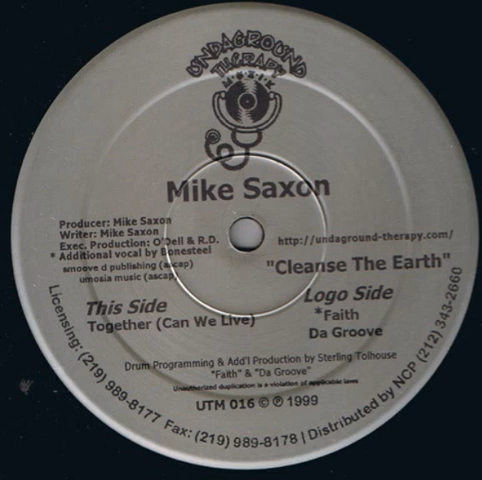 UNDAGROUND
THERAPY
MUZIK
Mike Saxon
Producer: Mike Saxon
Writer: Mike Saxon
Exec. Production: O'Dell & R.D.
* Additional vocal by Bonesteel
smoove d publishing (ascap)
umosia music (ascap)
http://undaground-therapy.com/
"Cleanse The Earth"
This Side
Together (Can We Live)
Logo Side
*Faith
Da Groove
Drum Programming & Add'l Production by Sterling Tolhouse
"Faith" & "Da Groove"
Unauthorized duplication is a violation of applicable laws
UTM 016 © ℗ 1999
Licensing: (219) 989-8177 Fax: (219) 989-8178 | Distributed by NCP (212) 343-2660